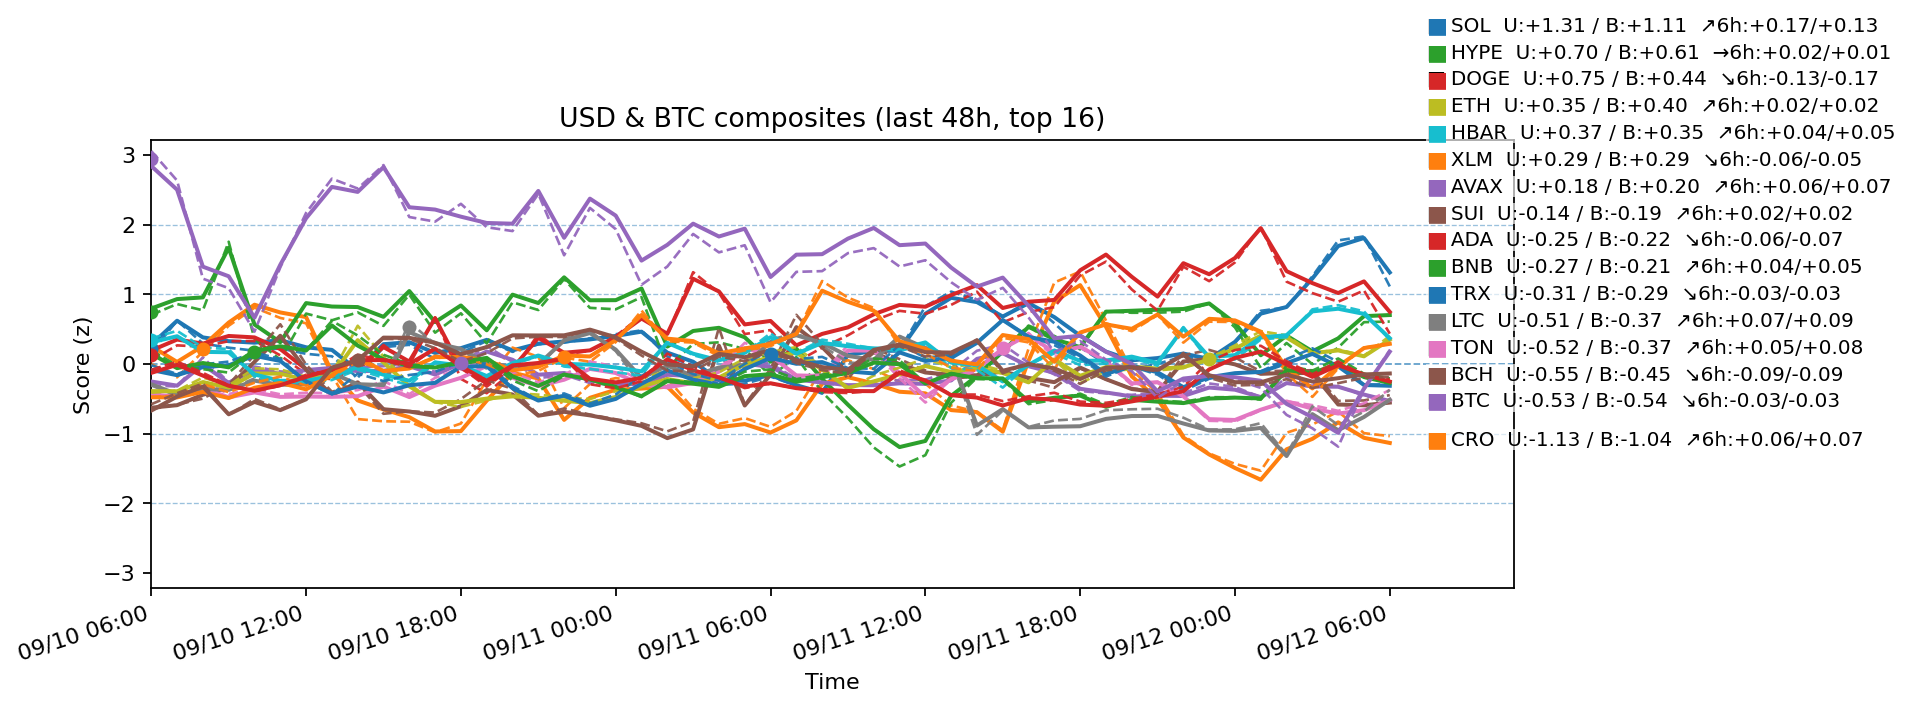 SOL U:+1.31 / B:+1.11 ↗6h:+0.17/+0.13
HYPE U:+0.70 / B:+0.61 →6h:+0.02/+0.01
DOGE U:+0.75 / B:+0.44 ↘6h:-0.13/-0.17
ETH U:+0.35 / B:+0.40 ↗6h:+0.02/+0.02
HBAR U:+0.37 / B:+0.35 ↗6h:+0.04/+0.05
XLM U:+0.29 / B:+0.29 ↘6h:-0.06/-0.05
AVAX U:+0.18 / B:+0.20 ↗6h:+0.06/+0.07
SUI U:-0.14 / B:-0.19 ↗6h:+0.02/+0.02
ADA U:-0.25 / B:-0.22 ↘6h:-0.06/-0.07
BNB U:-0.27 / B:-0.21 ↗6h:+0.04/+0.05
TRX U:-0.31 / B:-0.29 ↘6h:-0.03/-0.03
LTC U:-0.51 / B:-0.37 ↗6h:+0.07/+0.09
TON U:-0.52 / B:-0.37 ↗6h:+0.05/+0.08
BCH U:-0.55 / B:-0.45 ↘6h:-0.09/-0.09
BTC U:-0.53 / B:-0.54 ↘6h:-0.03/-0.03
CRO U:-1.13 / B:-1.04 ↗6h:+0.06/+0.07
USD & BTC composites (last 48h, top 16)
Score (z)
3
2
1
0
−1
−2
−3
09/10 06:00
09/10 12:00
09/10 18:00
09/11 00:00
09/11 06:00
09/11 12:00
09/11 18:00
09/12 00:00
09/12 06:00
Time